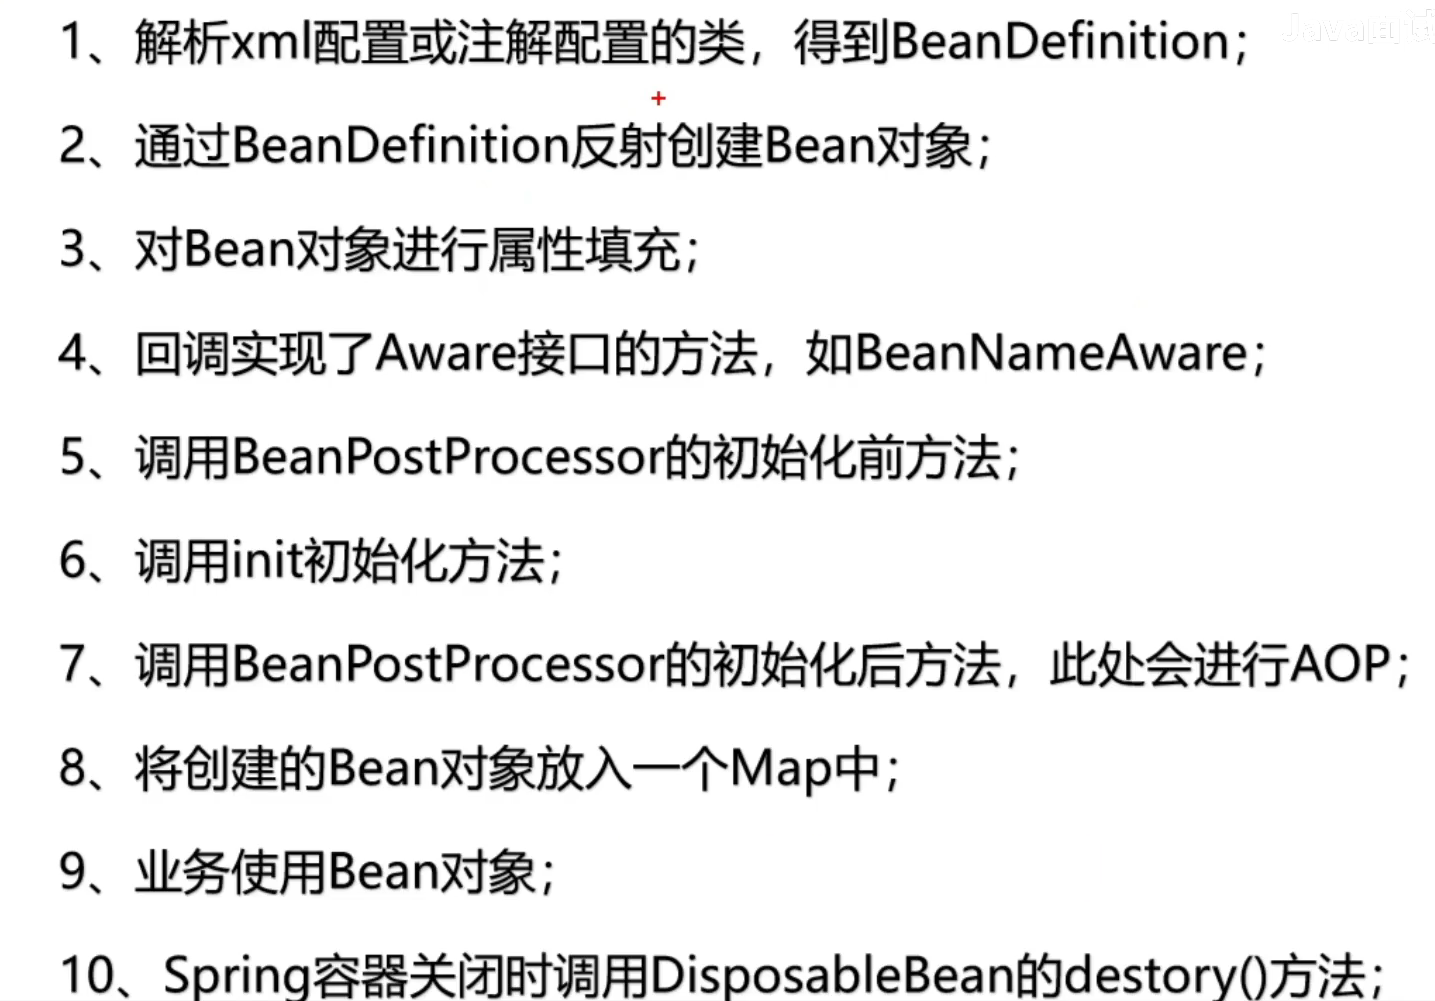 Java面试
1、解析xml配置或注解配置的类，得到BeanDefinition；
2、通过BeanDefinition反射创建Bean对象；
3、对Bean对象进行属性填充；
4、回调实现了Aware接口的方法，如BeanNameAware；
5、调用BeanPostProcessor的初始化前方法；
6、调用init初始化方法；
7、调用BeanPostProcessor的初始化后方法，此处会进行AOP；
8、将创建的Bean对象放入一个Map中；
9、业务使用Bean对象；
10、Spring容器关闭时调用DisposableBean的destory()方法；